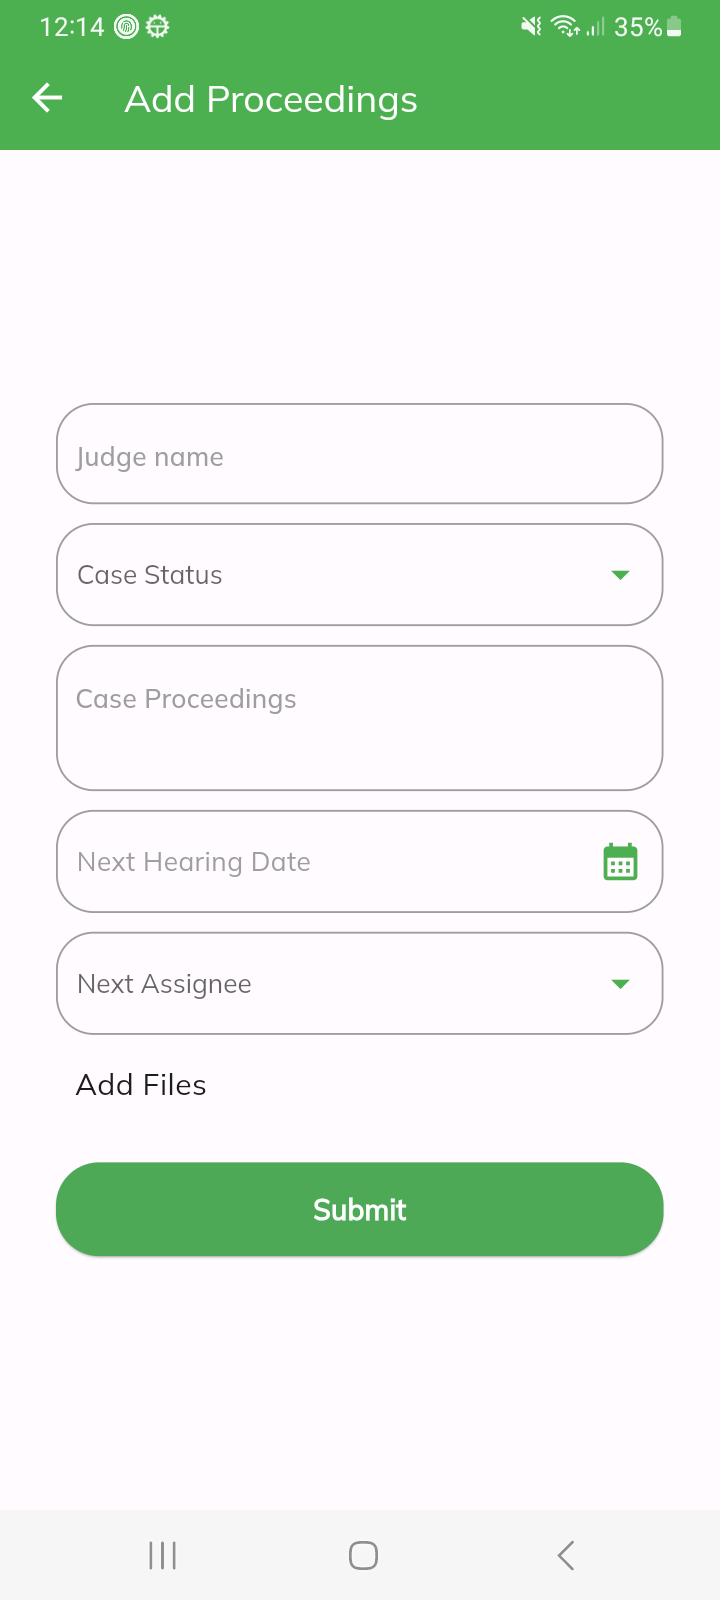 12:14 35%
Add Proceedings
Judge name
Case Status
Case Proceedings
Next Hearing Date
Next Assignee
Add Files
Submit